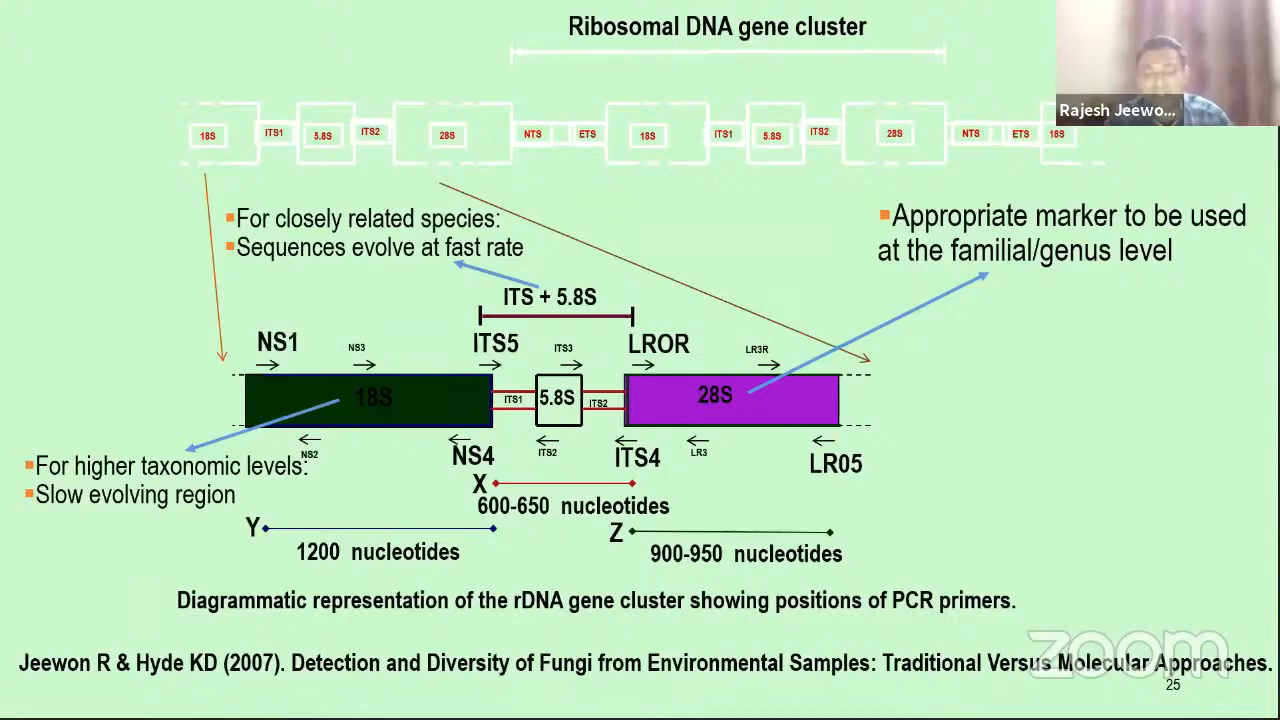 Ribosomal DNA gene cluster
Rajesh Jeewo...
18S ITS1 5.8S ITS2 28S NTS ETS 18S ITS1 5.8S ITS2 28S NTS ETS 18S
▪For closely related species:
▪Sequences evolve at fast rate
▪Appropriate marker to be used
at the familial/genus level
ITS + 5.8S
NS1 NS3 ITS5 ITS3 LROR LR3R
18S ITS1 5.8S ITS2 28S
NS2 NS4 ITS2 ITS4 LR3 LR05
▪For higher taxonomic levels:
▪Slow evolving region
X
600-650 nucleotides
Y
1200 nucleotides
Z
900-950 nucleotides
Diagrammatic representation of the rDNA gene cluster showing positions of PCR primers.
zoom
Jeewon R & Hyde KD (2007). Detection and Diversity of Fungi from Environmental Samples: Traditional Versus Molecular Approaches.
25